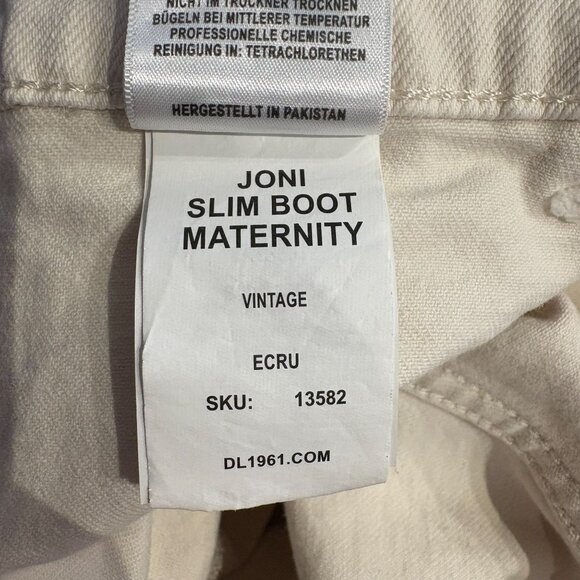 NICHT IM TROCKNER TROCKNEN
BÜGELN BEI MITTLERER TEMPERATUR
PROFESSIONELLE CHEMISCHE
REINIGUNG IN: TETRACHLORETHEN
HERGESTELLT IN PAKISTAN
JONI
SLIM BOOT
MATERNITY
VINTAGE
ECRU
SKU: 13582
DL1961.COM